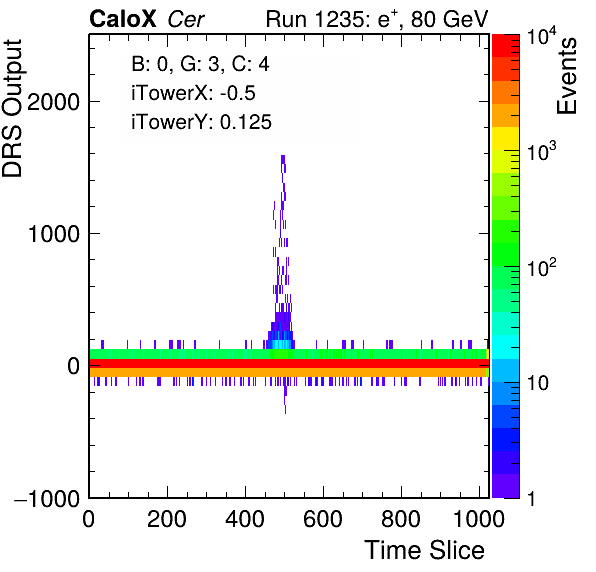 CaloX Cer Run 1235: e⁺, 80 GeV
B: 0, G: 3, C: 4
iTowerX: -0.5
iTowerY: 0.125
DRS Output
2000
1000
0
−1000
0 200 400 600 800 1000
Time Slice
Events
10⁴
10³
10²
10
1